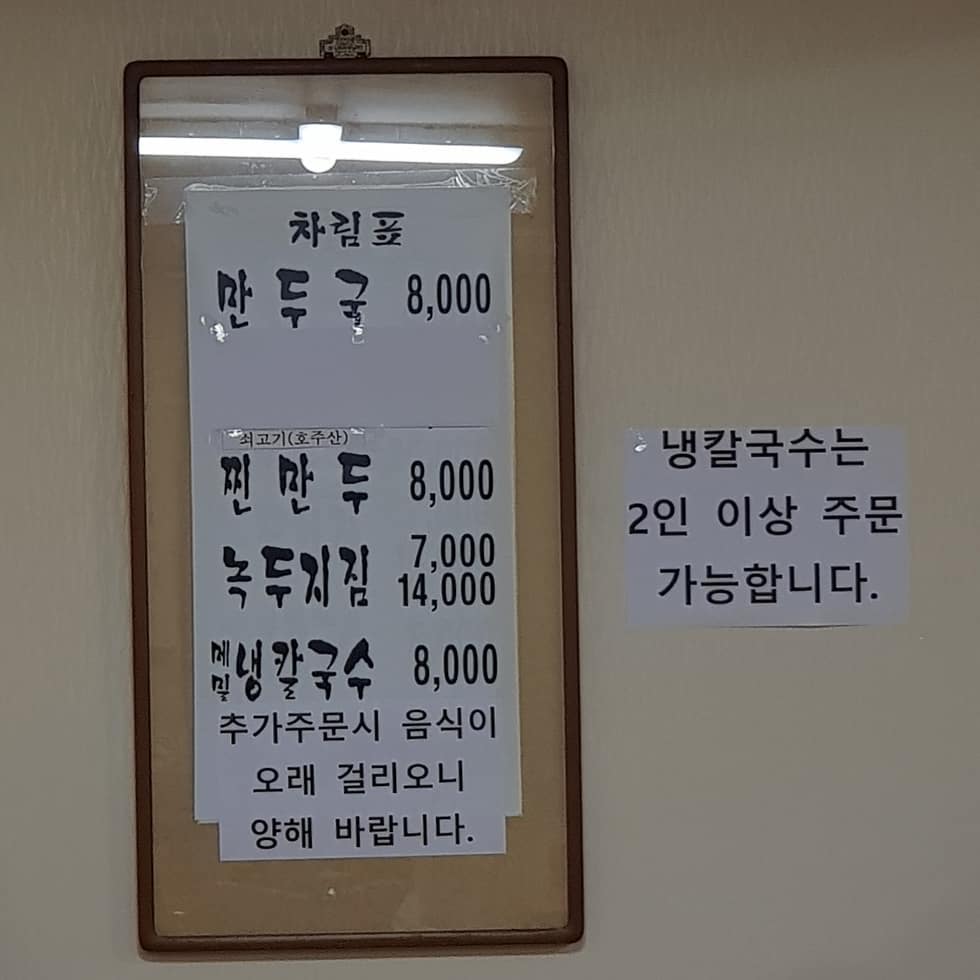 차림표
만두국 8,000
쇠고기(호주산)
찐만두 8,000
녹두지짐 7,000
14,000
메밀냉칼국수 8,000
추가주문시 음식이
오래 걸리오니
양해 바랍니다.
냉칼국수는
2인 이상 주문
가능합니다.